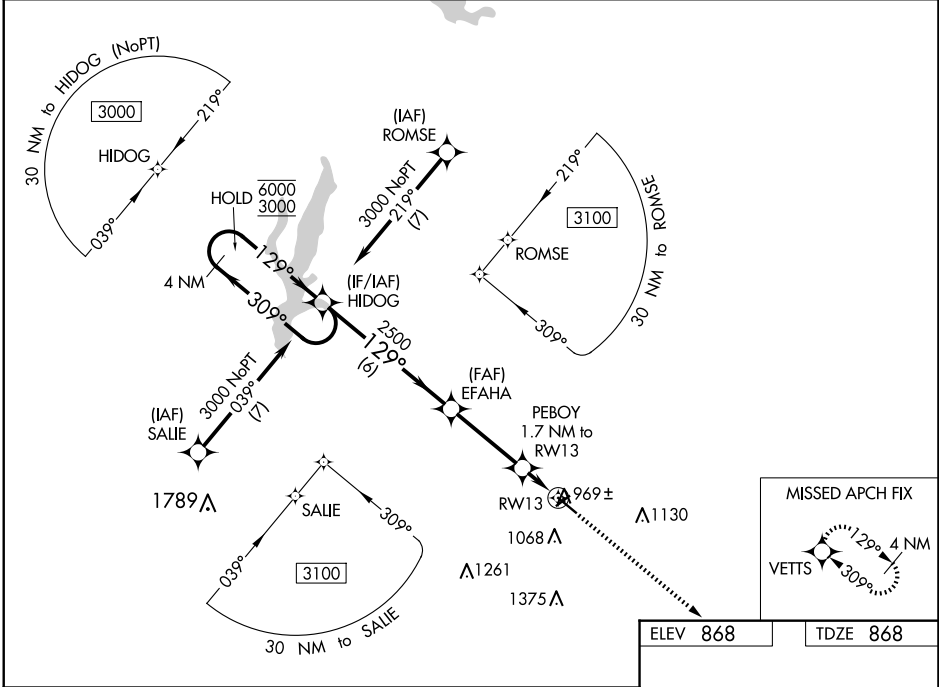 30 NM to HIDOG (NoPT)
3000
219°
HIDOG
039°
(IAF)
ROMSE
3000 NoPT
219°
(7)
HOLD
6000
3000
129°
4 NM
309°
(IF/IAF)
HIDOG
219°
3100
ROMSE
309°
30 NM to ROMSE
2500
129°
(6)
(FAF)
EFAHA
3000 NoPT
039°
(7)
(IAF)
SALIE
1789
PEBOY
1.7 NM to
RW13
RW13
969±
1130
1068
1261
1375
SALIE
309°
039°
3100
30 NM to SALIE
MISSED APCH FIX
129°
4 NM
VETTS
309°
ELEV 868
TDZE 868